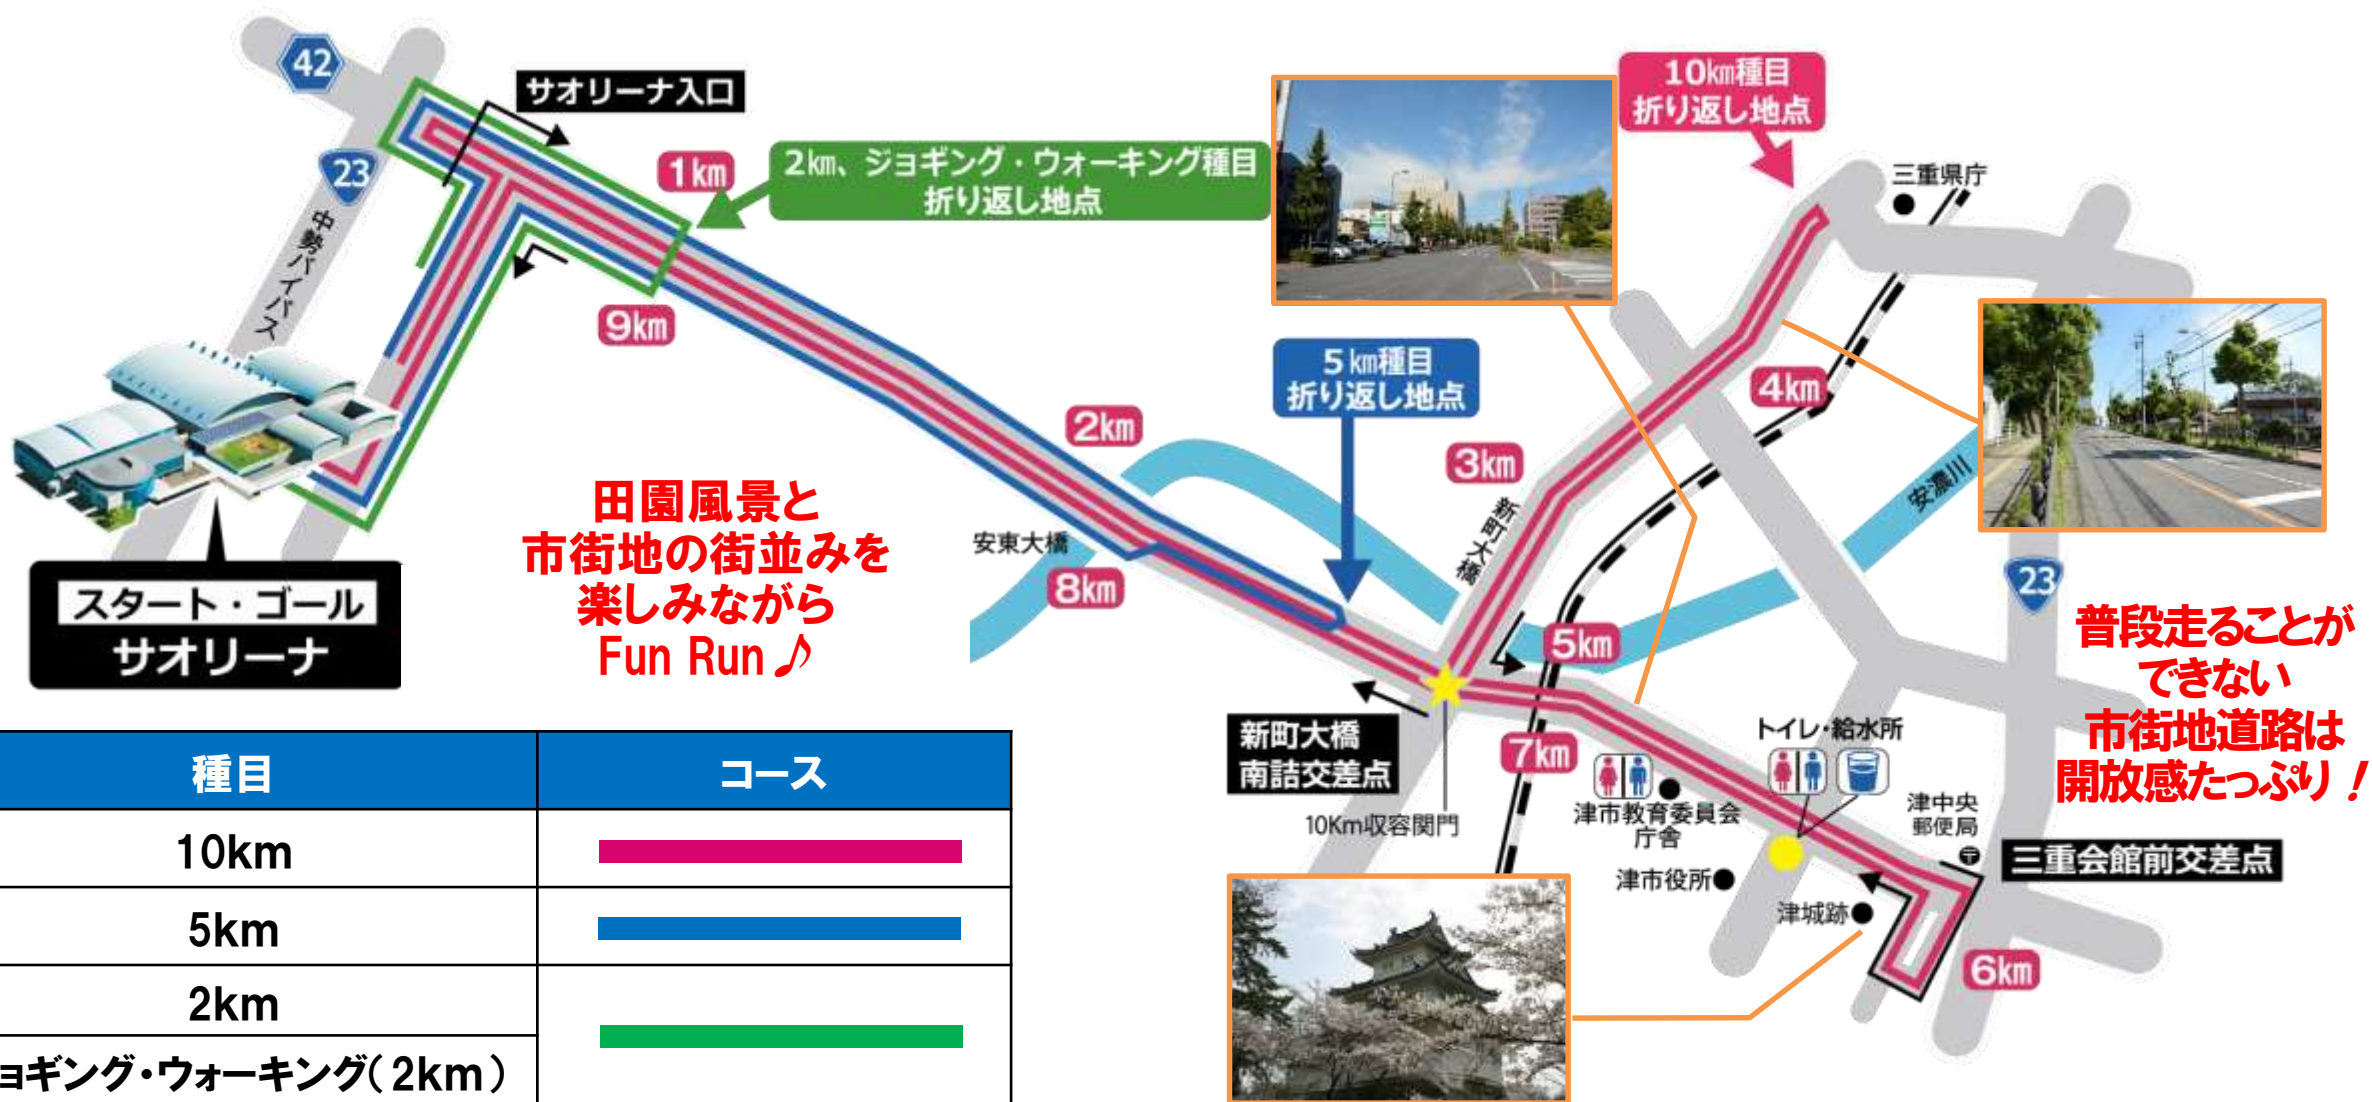 42
サオリーナ入口
23
中勢バイパス
1km
2㎞、ジョギング・ウォーキング種目
折り返し地点
9km
10㎞種目
折り返し地点
三重県庁
5㎞種目
折り返し地点
2km
3km
4km
新町大橋
安濃川
23
安東大橋
8km
5km
スタート・ゴール
サオリーナ
田園風景と
市街地の街並みを
楽しみながら
Fun Run♪
普段走ることが
できない
市街地道路は
開放感たっぷり！
新町大橋
南詰交差点
10Km収容関門
7km
トイレ・給水所
津市教育委員会
庁舎
津市役所
津中央
郵便局
〒
三重会館前交差点
津城跡
6km
種目 コース
10km
5km
2km
ョギング・ウォーキング（2km）